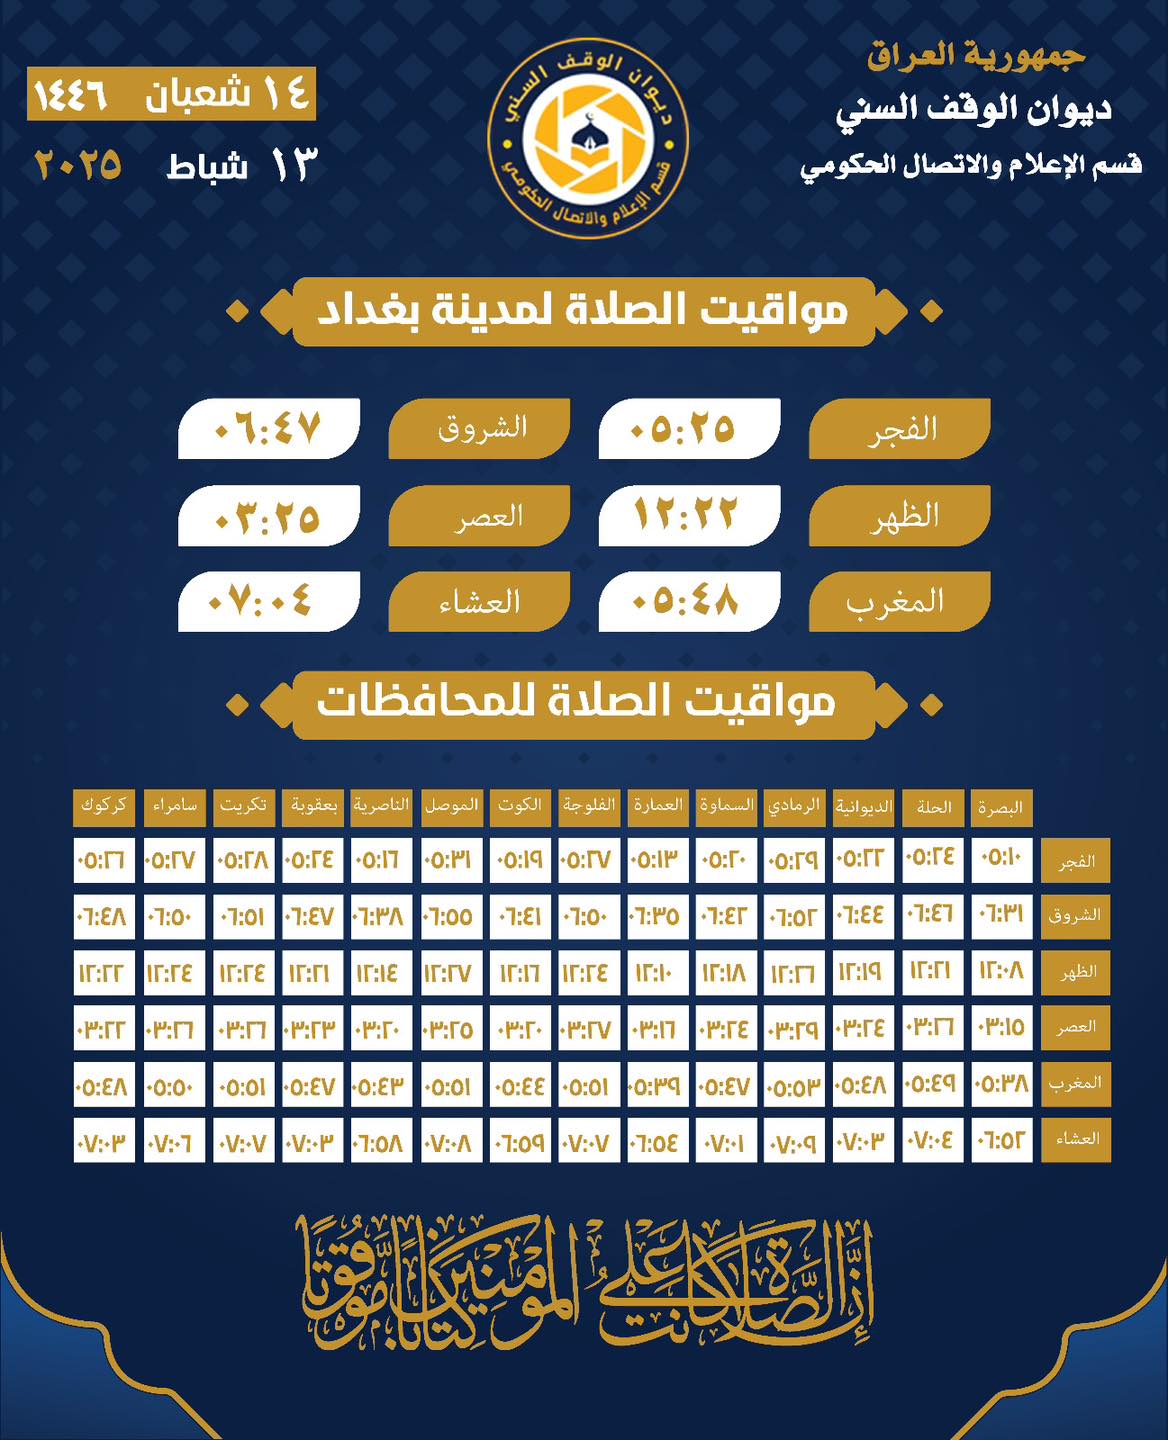 جمهورية العراق
ديوان الوقف السني
قسم الإعلام والاتصال الحكومي
ديوان الوقف السني
قسم الإعلام والاتصال الحكومي
١٤ شعبان ١٤٤٦
١٣ شباط ٢٠٢٥
مواقيت الصلاة لمدينة بغداد
الفجر ٠٥:٢٥ الشروق ٠٦:٤٧
الظهر ١٢:٢٢ العصر ٠٣:٢٥
المغرب ٠٥:٤٨ العشاء ٠٧:٠٤
مواقيت الصلاة للمحافظات
البصرة الحلة الديوانية الرمادي السماوة العمارة الفلوجة الكوت الموصل الناصرية بعقوبة تكريت سامراء كركوك
الفجر ٠٥:١٠ ٠٥:٢٤ ٠٥:٢٢ ٠٥:٢٩ ٠٥:٢٠ ٠٥:١٣ ٠٥:٢٧ ٠٥:١٩ ٠٥:٣١ ٠٥:١٦ ٠٥:٢٤ ٠٥:٢٨ ٠٥:٢٧ ٠٥:٢٦
الشروق ٠٦:٣١ ٠٦:٤٦ ٠٦:٤٤ ٠٦:٥٢ ٠٦:٤٢ ٠٦:٣٥ ٠٦:٥٠ ٠٦:٤١ ٠٦:٥٥ ٠٦:٣٨ ٠٦:٤٧ ٠٦:٥١ ٠٦:٥٠ ٠٦:٤٨
الظهر ١٢:٠٨ ١٢:٢١ ١٢:١٩ ١٢:٢٦ ١٢:١٨ ١٢:١٠ ١٢:٢٤ ١٢:١٦ ١٢:٢٧ ١٢:١٤ ١٢:٢١ ١٢:٢٤ ١٢:٢٤ ١٢:٢٢
العصر ٠٣:١٥ ٠٣:٢٦ ٠٣:٢٤ ٠٣:٢٩ ٠٣:٢٤ ٠٣:١٦ ٠٣:٢٧ ٠٣:٢٠ ٠٣:٢٥ ٠٣:٢٠ ٠٣:٢٣ ٠٣:٢٦ ٠٣:٢٦ ٠٣:٢٢
المغرب ٠٥:٣٨ ٠٥:٤٩ ٠٥:٤٨ ٠٥:٥٣ ٠٥:٤٧ ٠٥:٣٩ ٠٥:٥١ ٠٥:٤٤ ٠٥:٥١ ٠٥:٤٣ ٠٥:٤٧ ٠٥:٥١ ٠٥:٥٠ ٠٥:٤٨
العشاء ٠٦:٥٢ ٠٧:٠٤ ٠٧:٠٣ ٠٧:٠٩ ٠٧:٠١ ٠٦:٥٤ ٠٧:٠٧ ٠٦:٥٩ ٠٧:٠٨ ٠٦:٥٨ ٠٧:٠٣ ٠٧:٠٧ ٠٧:٠٦ ٠٧:٠٣
إِنَّ الصَّلَاةَ كَانَتْ عَلَى الْمُؤْمِنِينَ كِتَابًا مَوْقُوتًا